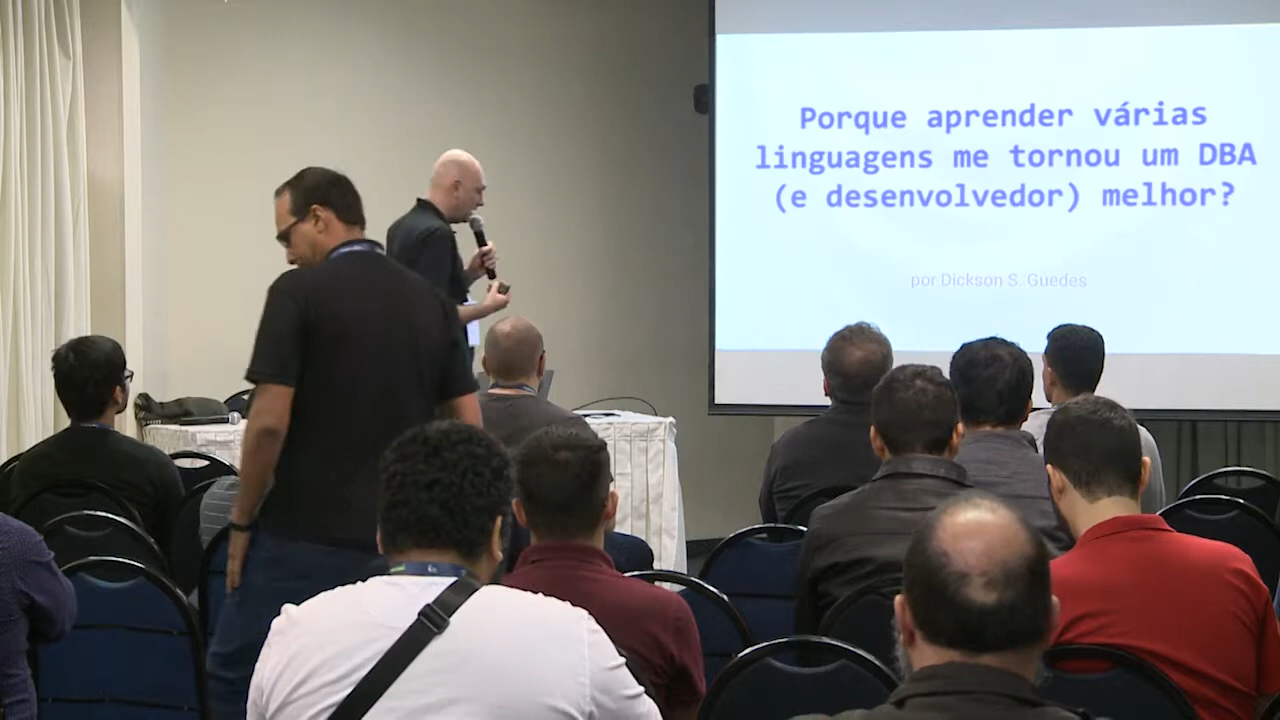 Porque aprender várias
linguagens me tornou um DBA
(e desenvolvedor) melhor?
por Dickson S. Guedes